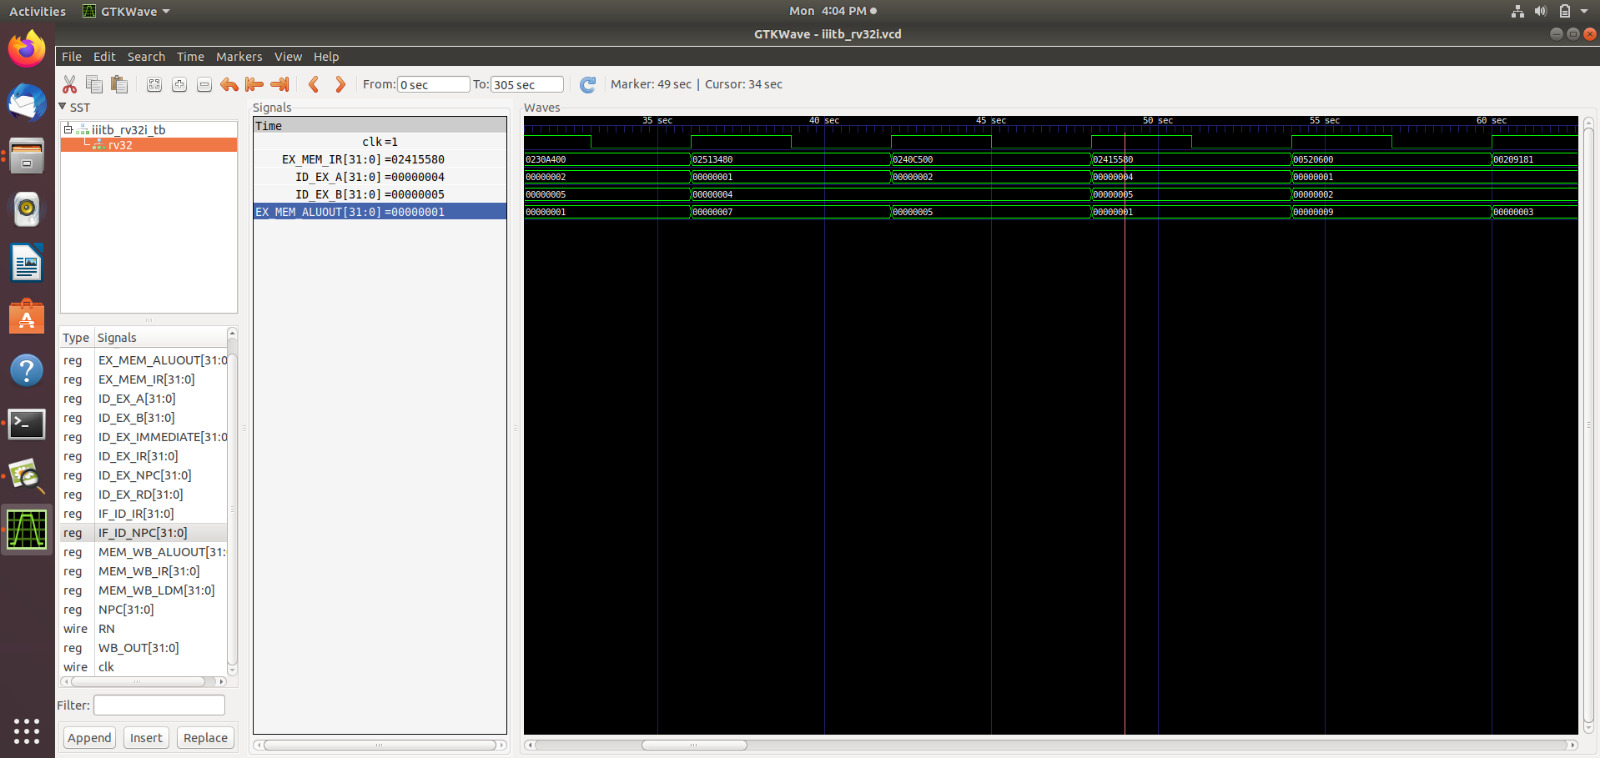 Activities GTKWave Mon 4:04 PM
GTKWave - iiitb_rv32i.vcd
File Edit Search Time Markers View Help
From: 0 sec To: 305 sec Marker: 49 sec | Cursor: 34 sec
SST
iiitb_rv32i_tb
rv32
Type Signals
reg EX_MEM_ALUOUT[31:0
reg EX_MEM_IR[31:0]
reg ID_EX_A[31:0]
reg ID_EX_B[31:0]
reg ID_EX_IMMEDIATE[31:0
reg ID_EX_IR[31:0]
reg ID_EX_NPC[31:0]
reg ID_EX_RD[31:0]
reg IF_ID_IR[31:0]
reg IF_ID_NPC[31:0]
reg MEM_WB_ALUOUT[31:
reg MEM_WB_IR[31:0]
reg MEM_WB_LDM[31:0]
reg NPC[31:0]
wire RN
reg WB_OUT[31:0]
wire clk
Filter:
Append Insert Replace
Signals
Time
clk=1
EX_MEM_IR[31:0]=02415580
ID_EX_A[31:0]=00000004
ID_EX_B[31:0]=00000005
EX_MEM_ALUOUT[31:0]=00000001
Waves
35 sec 40 sec 45 sec 50 sec 55 sec 60 sec
0230A400 02513480 0240C500 02415580 00520600 00209181
00000002 00000001 00000002 00000004 00000001
00000005 00000004 00000005 00000002
00000001 00000007 00000005 00000001 00000009 00000003